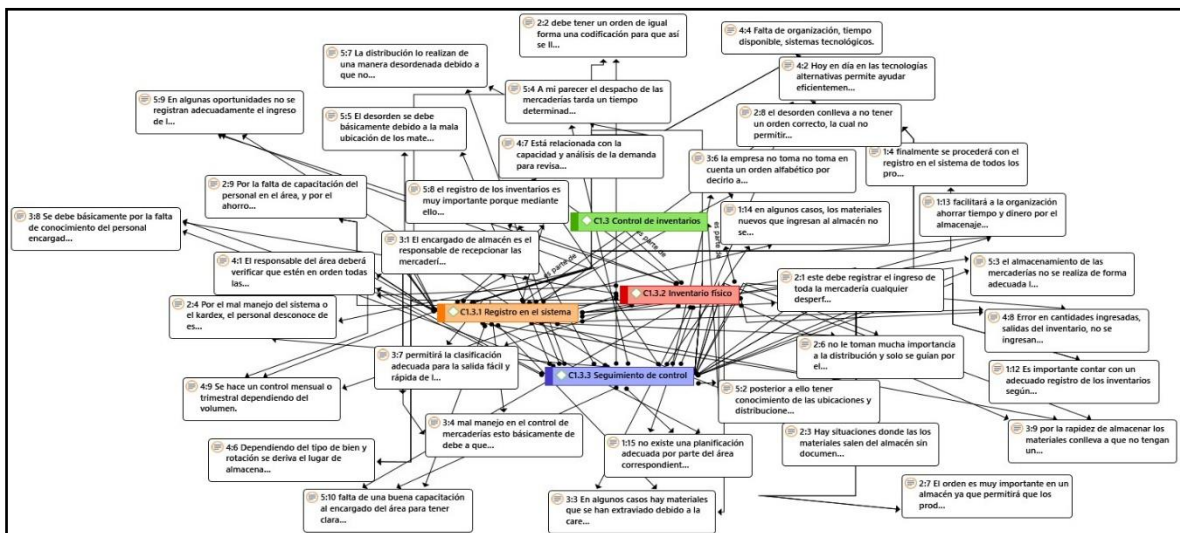 2:2 debe tener un orden de igual
forma una codificación para que así
se ll...
4:4 Falta de organización, tiempo
disponible, sistemas tecnológicos.
5:7 La distribución lo realizan de
una manera desordenada debido a
que no...
4:2 Hoy en día en las tecnologías
alternativas permite ayudar
eficientemen...
5:9 En algunas oportunidades no se
registran adecuadamente el ingreso
de l...
5:4 A mi parecer el despacho de las
mercaderías tarda un tiempo
determinad...
5:5 El desorden se debe
básicamente debido a la mala
ubicación de los mate...
2:8 el desorden conlleva a no tener
un orden correcto, la cual no
permitir...
4:7 Está relacionada con la
capacidad y análisis de la demanda
para revisa...
3:6 la empresa no toma no toma en
cuenta un orden alfabético por
decirlo a...
1:4 finalmente se procederá con el
registro en el sistema de todos los
pro...
2:9 Por la falta de capacitación del
personal en el área, y por el
ahorro...
5:8 el registro de los inventarios es
muy importante porque mediante
ello...
1:13 facilitará a la organización
ahorrar tiempo y dinero por el
almacenaje...
3:8 Se debe básicamente por la falta
de conocimiento del personal
encargad...
C1.3 Control de inventarios
1:14 en algunos casos, los materiales
nuevos que ingresan al almacén no
se...
3:1 El encargado de almacén es el
responsable de recepcionar las
mercaderí...
es parte de
es parte de
es parte de
4:1 El responsable del área deberá
verificar que estén en orden todas
las...
5:3 el almacenamiento de las
mercaderías no se realiza de forma
adecuada l...
2:1 este debe registrar el ingreso de
toda la mercadería cualquier
desperf...
C1.3.2 Inventario físico
2:4 Por el mal manejo del sistema o
el kardex, el personal desconoce de
es...
C1.3.1 Registro en el sistema
4:8 Error en cantidades ingresadas,
salidas del inventario, no se
ingresan...
2:6 no le toman mucha importancia
a la distribución y solo se guían por
el...
3:7 permitirá la clasificación
adecuada para la salida fácil y
rápida de l...
1:12 Es importante contar con un
adecuado registro de los inventarios
según...
C1.3.3 Seguimiento de control
4:9 Se hace un control mensual o
trimestral dependiendo del
volumen.
5:2 posterior a ello tener
conocimiento de las ubicaciones y
distribucione...
3:4 mal manejo en el control de
mercaderías esto básicamente de
debe a que...
2:3 Hay situaciones donde las los
materiales salen del almacén sin
documen...
3:9 por la rapidez de almacenar los
materiales conlleva a que no tengan
un...
4:6 Dependiendo del tipo de bien y
rotación se deriva el lugar de
almacena...
1:15 no existe una planificación
adecuada por parte del área
correspondient...
2:7 El orden es muy importante en un
almacén ya que permitirá que los
prod...
5:10 falta de una buena capacitación
al encargado del área para tener
clara...
3:3 En algunos casos hay materiales
que se han extraviado debido a la
care...